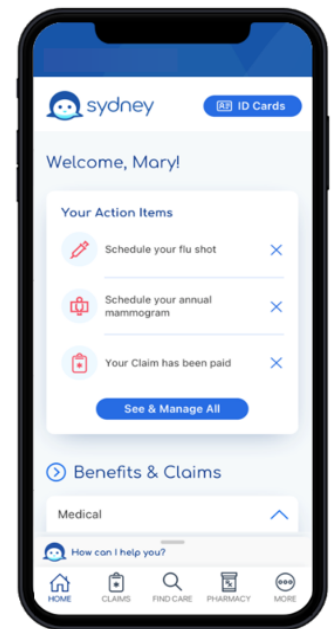 sydney
ID Cards
Welcome, Mary!
Your Action Items
Schedule your flu shot
Schedule your annual
mammogram
Your Claim has been paid
See & Manage All
Benefits & Claims
Medical
How can I help you?
HOME CLAIMS FIND CARE PHARMACY MORE